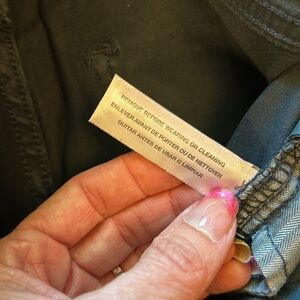 REMOVE BEFORE WEARING OR CLEANING
ENLEVER AVANT DE PORTER OU DE NETTOYER
QUITAR ANTES DE USAR O LIMPIAR